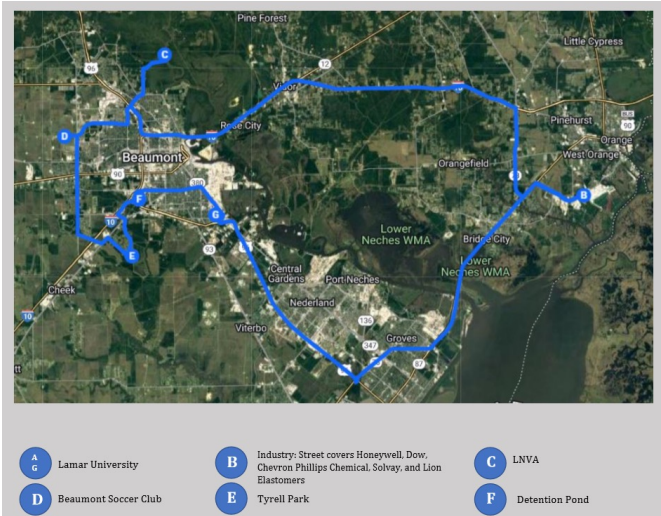 Pine Forest
Little Cypress
C
96
12
Vidor
10
Rose City
Pinehurst
90
Orange
D
Beaumont
West Orange
Orangefield
90
380
F
B
G
10
Lower
Neches WMA
Bridge City
93
E
Lower
Neches WMA
Central
Gardens
Port Neches
Cheek
Nederland
10
136
Viterbo
Groves
347
87
tt
A
G
Lamar University
B
Industry: Street covers Honeywell, Dow,
Chevron Phillips Chemical, Solvay, and Lion
Elastomers
C
LNVA
D
Beaumont Soccer Club
E
Tyrell Park
F
Detention Pond